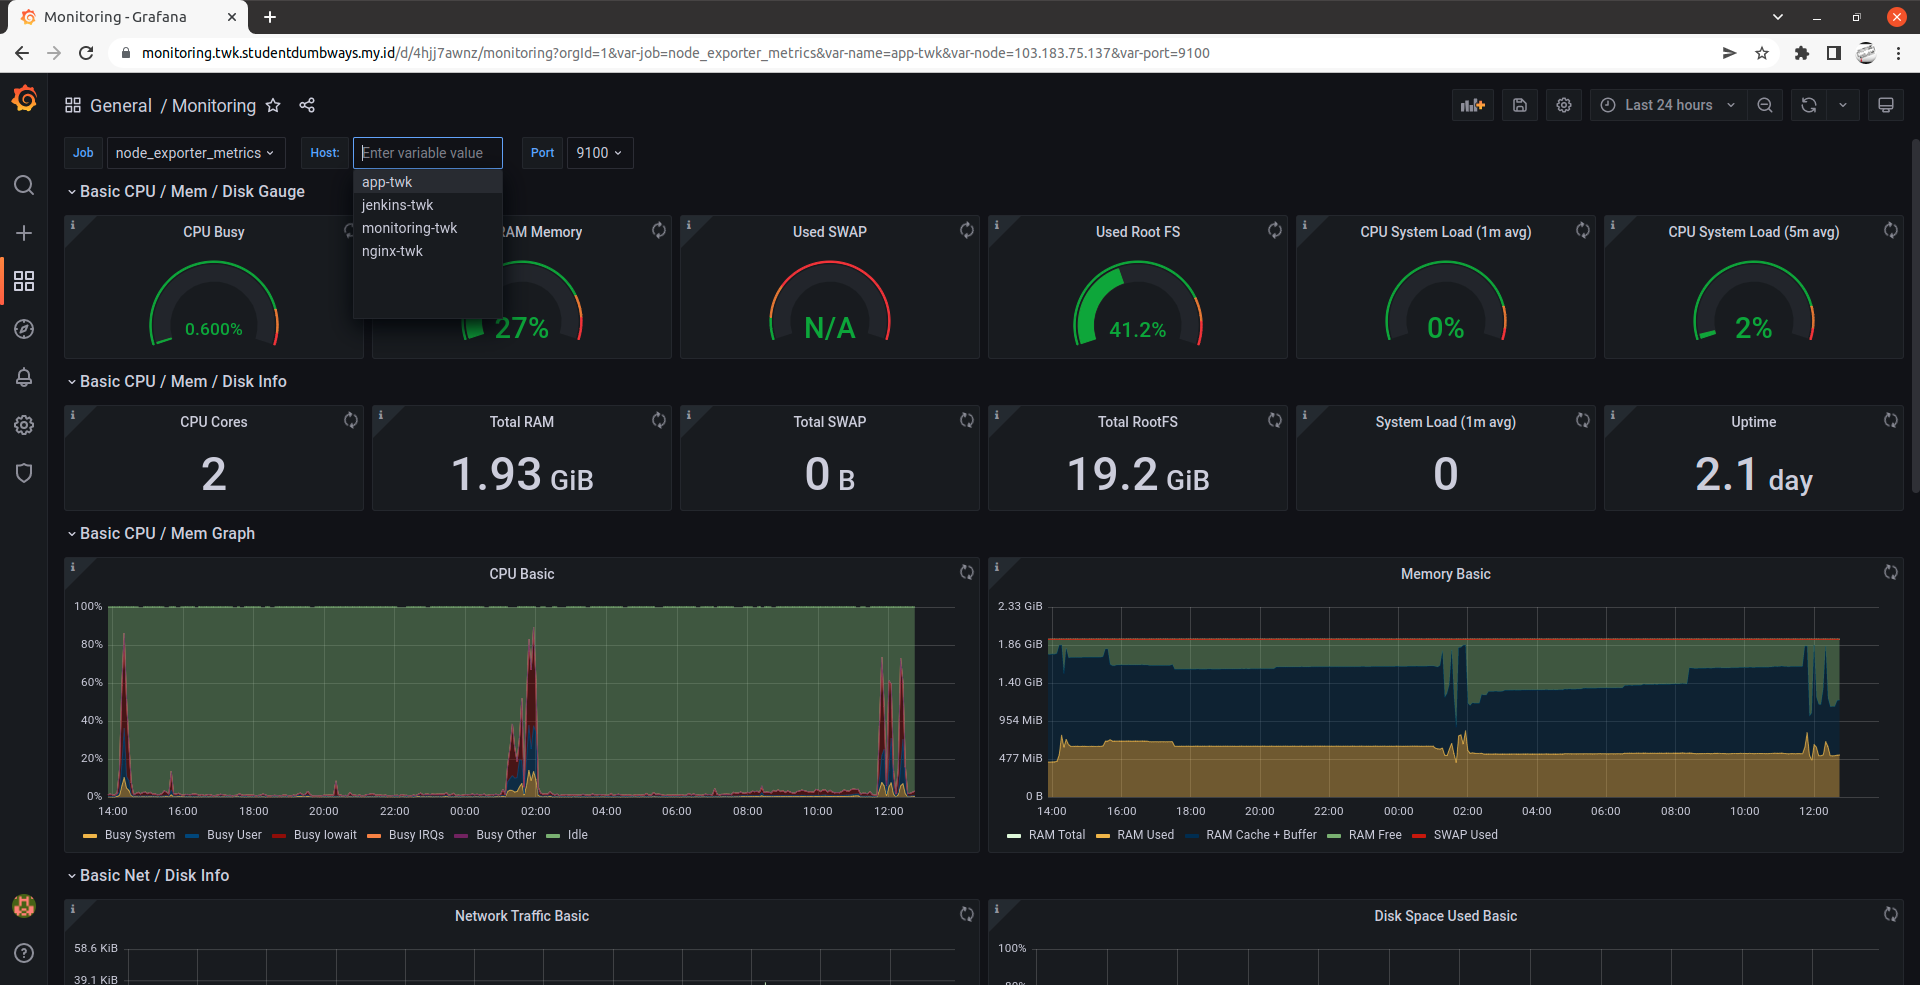 Monitoring - Grafana
monitoring.twk.studentdumbways.my.id/d/4hjj7awnz/monitoring?orgId=1&var-job=node_exporter_metrics&var-name=app-twk&var-node=103.183.75.137&var-port=9100
General / Monitoring
Last 24 hours
Job node_exporter_metrics Host: Enter variable value Port 9100
app-twk
jenkins-twk
monitoring-twk
nginx-twk
Basic CPU / Mem / Disk Gauge
CPU Busy RAM Memory Used SWAP Used Root FS CPU System Load (1m avg) CPU System Load (5m avg)
0.600% 27% N/A 41.2% 0% 2%
Basic CPU / Mem / Disk Info
CPU Cores Total RAM Total SWAP Total RootFS System Load (1m avg) Uptime
2 1.93 GiB 0 B 19.2 GiB 0 2.1 day
Basic CPU / Mem Graph
CPU Basic
100%
80%
60%
40%
20%
0%
14:00 16:00 18:00 20:00 22:00 00:00 02:00 04:00 06:00 08:00 10:00 12:00
Busy System Busy User Busy Iowait Busy IRQs Busy Other Idle
Memory Basic
2.33 GiB
1.86 GiB
1.40 GiB
954 MiB
477 MiB
0 B
14:00 16:00 18:00 20:00 22:00 00:00 02:00 04:00 06:00 08:00 10:00 12:00
RAM Total RAM Used RAM Cache + Buffer RAM Free SWAP Used
Basic Net / Disk Info
Network Traffic Basic
58.6 KiB
39.1 KiB
Disk Space Used Basic
100%